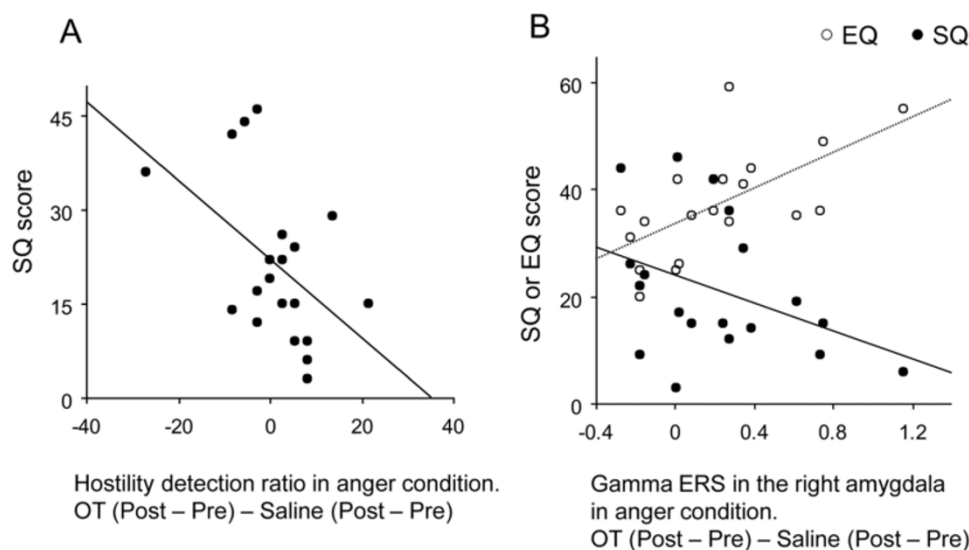 A
SQ score
45
30
15
0
-40
-20
0
20
40
Hostility detection ratio in anger condition.
OT (Post – Pre) – Saline (Post – Pre)
B
EQ
SQ
SQ or EQ score
60
40
20
0
-0.4
0
0.4
0.8
1.2
Gamma ERS in the right amygdala
in anger condition.
OT (Post – Pre) – Saline (Post – Pre)